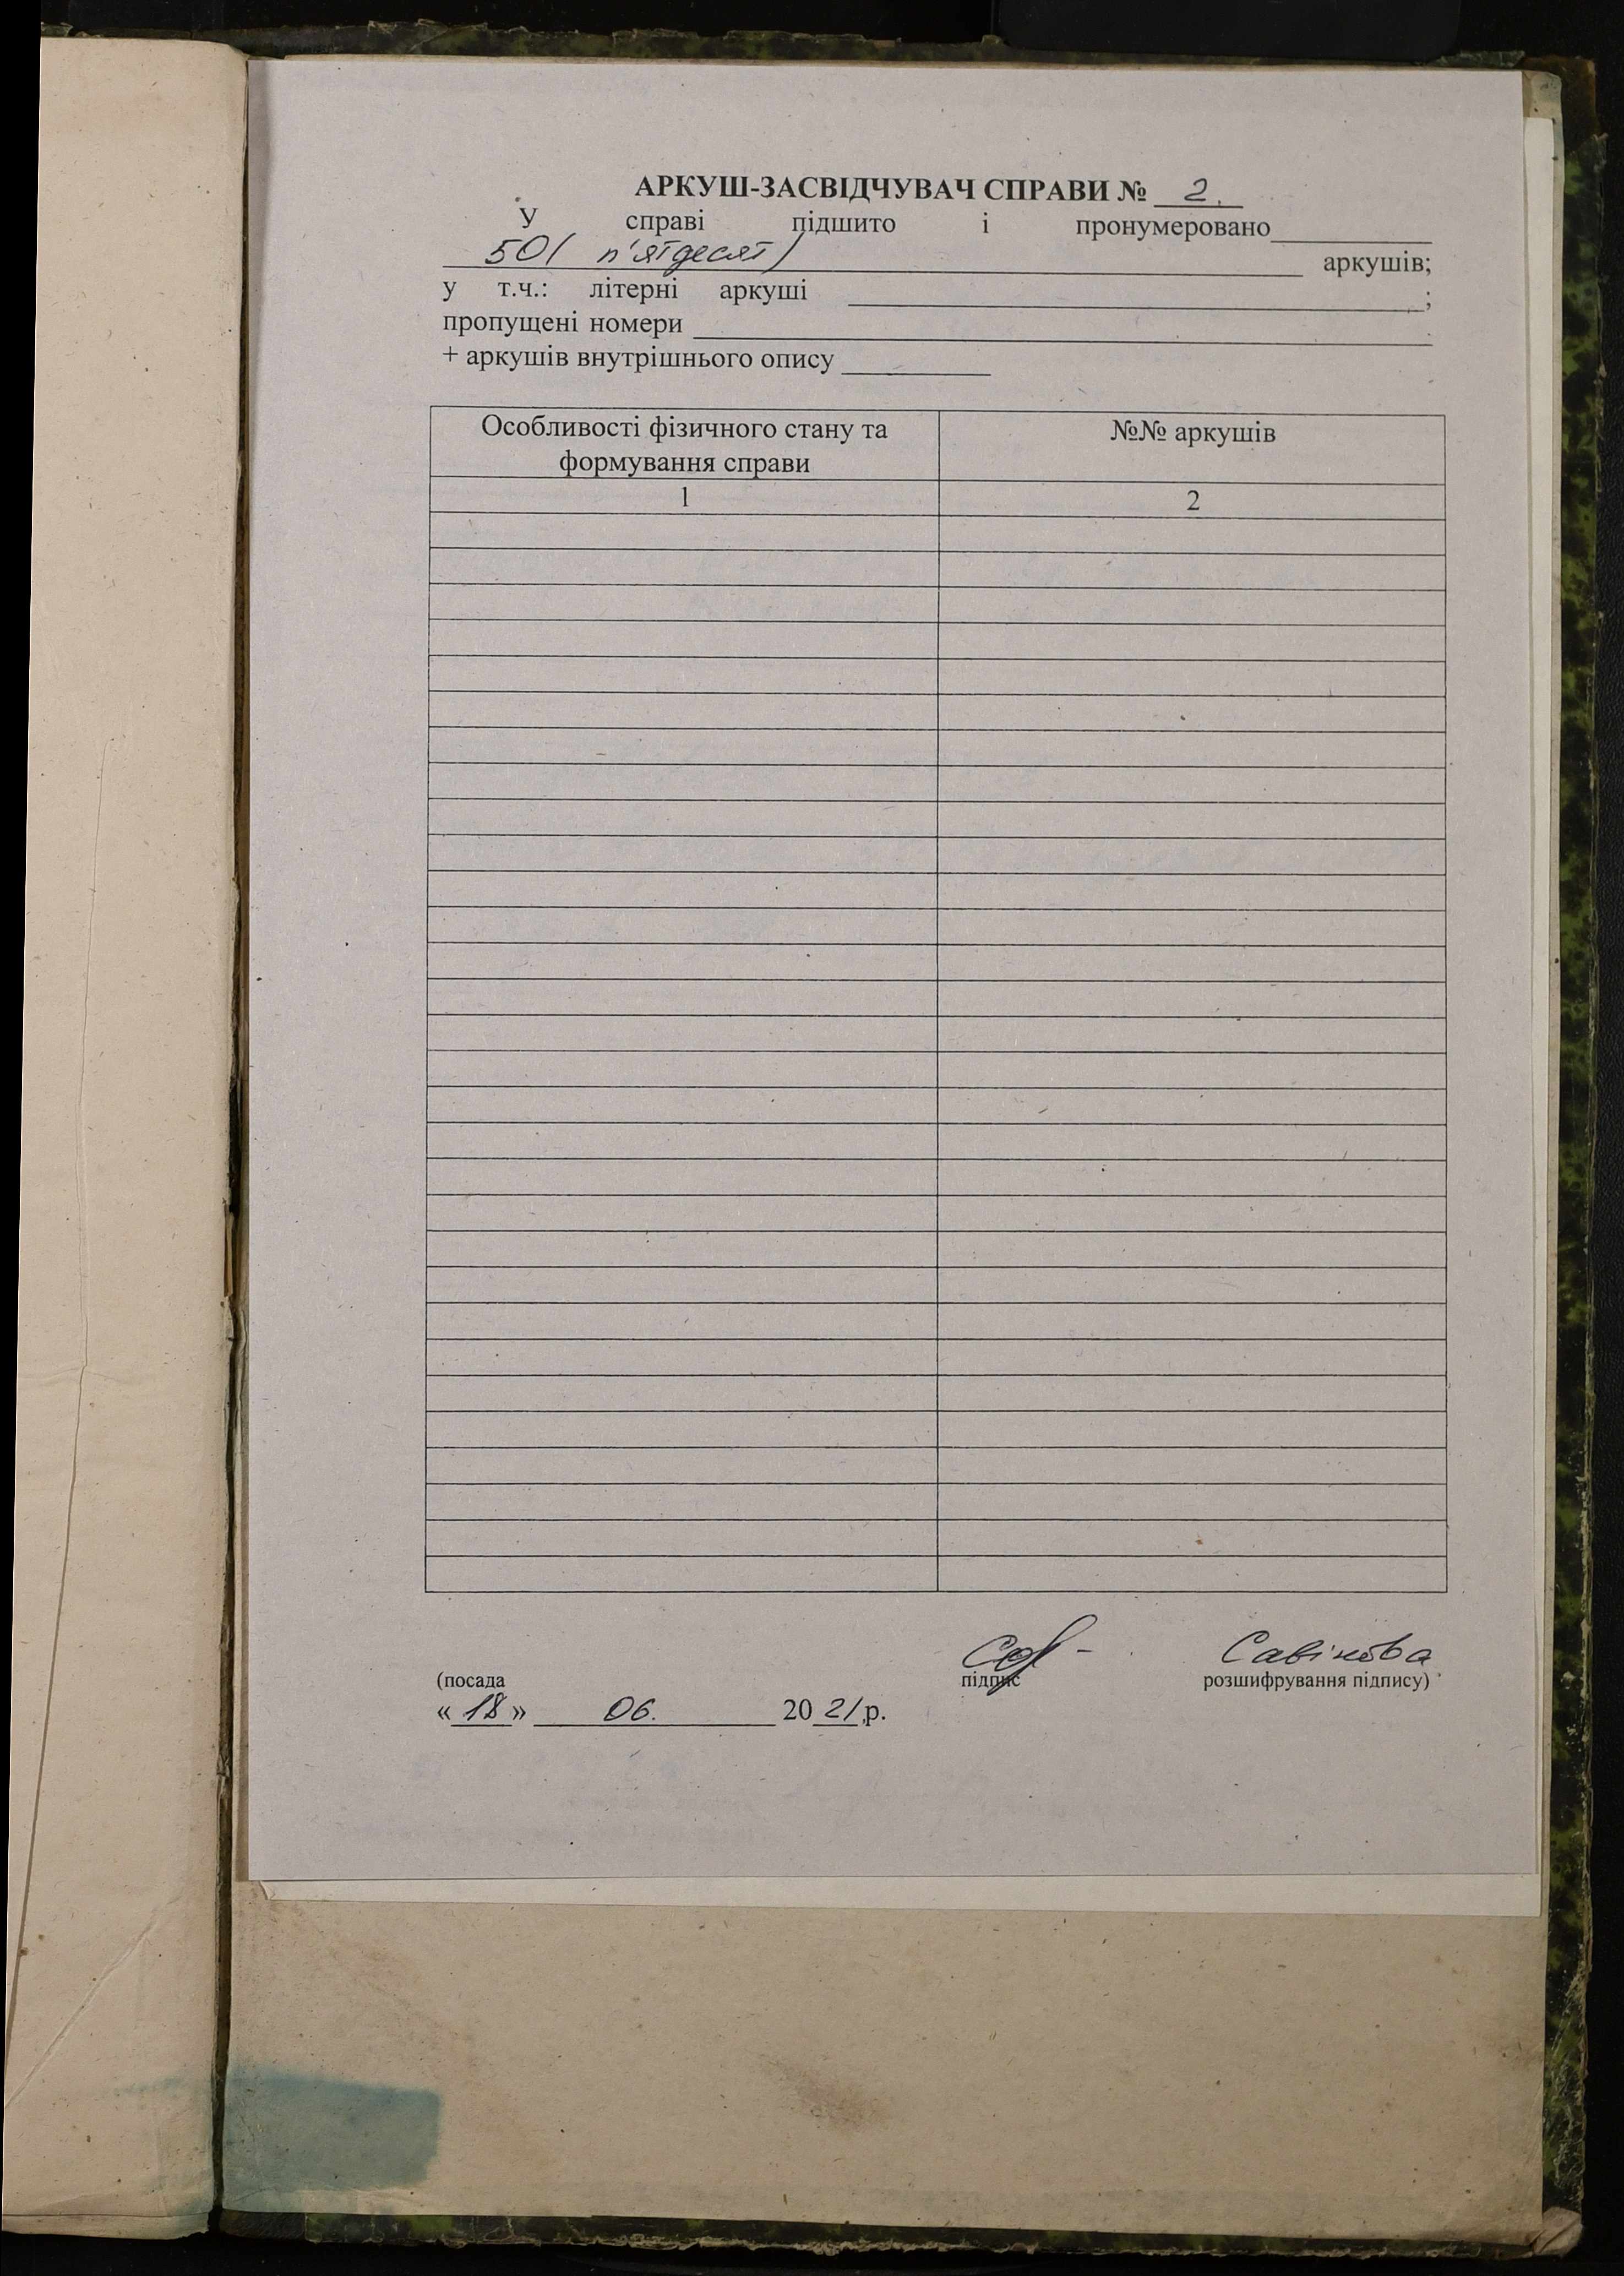 АРКУШ-ЗАСВІДЧУВАЧ СПРАВИ № 2.
У справі підшито і пронумеровано
50 (п'ятдесят) аркушів;
у т.ч.: літерні аркуші ;
пропущені номери
+ аркушів внутрішнього опису
Особливості фізичного стану та
формування справи
№№ аркушів
1 2
Савінова
(посада підпис розшифрування підпису)
«18» 06. 2021 р.